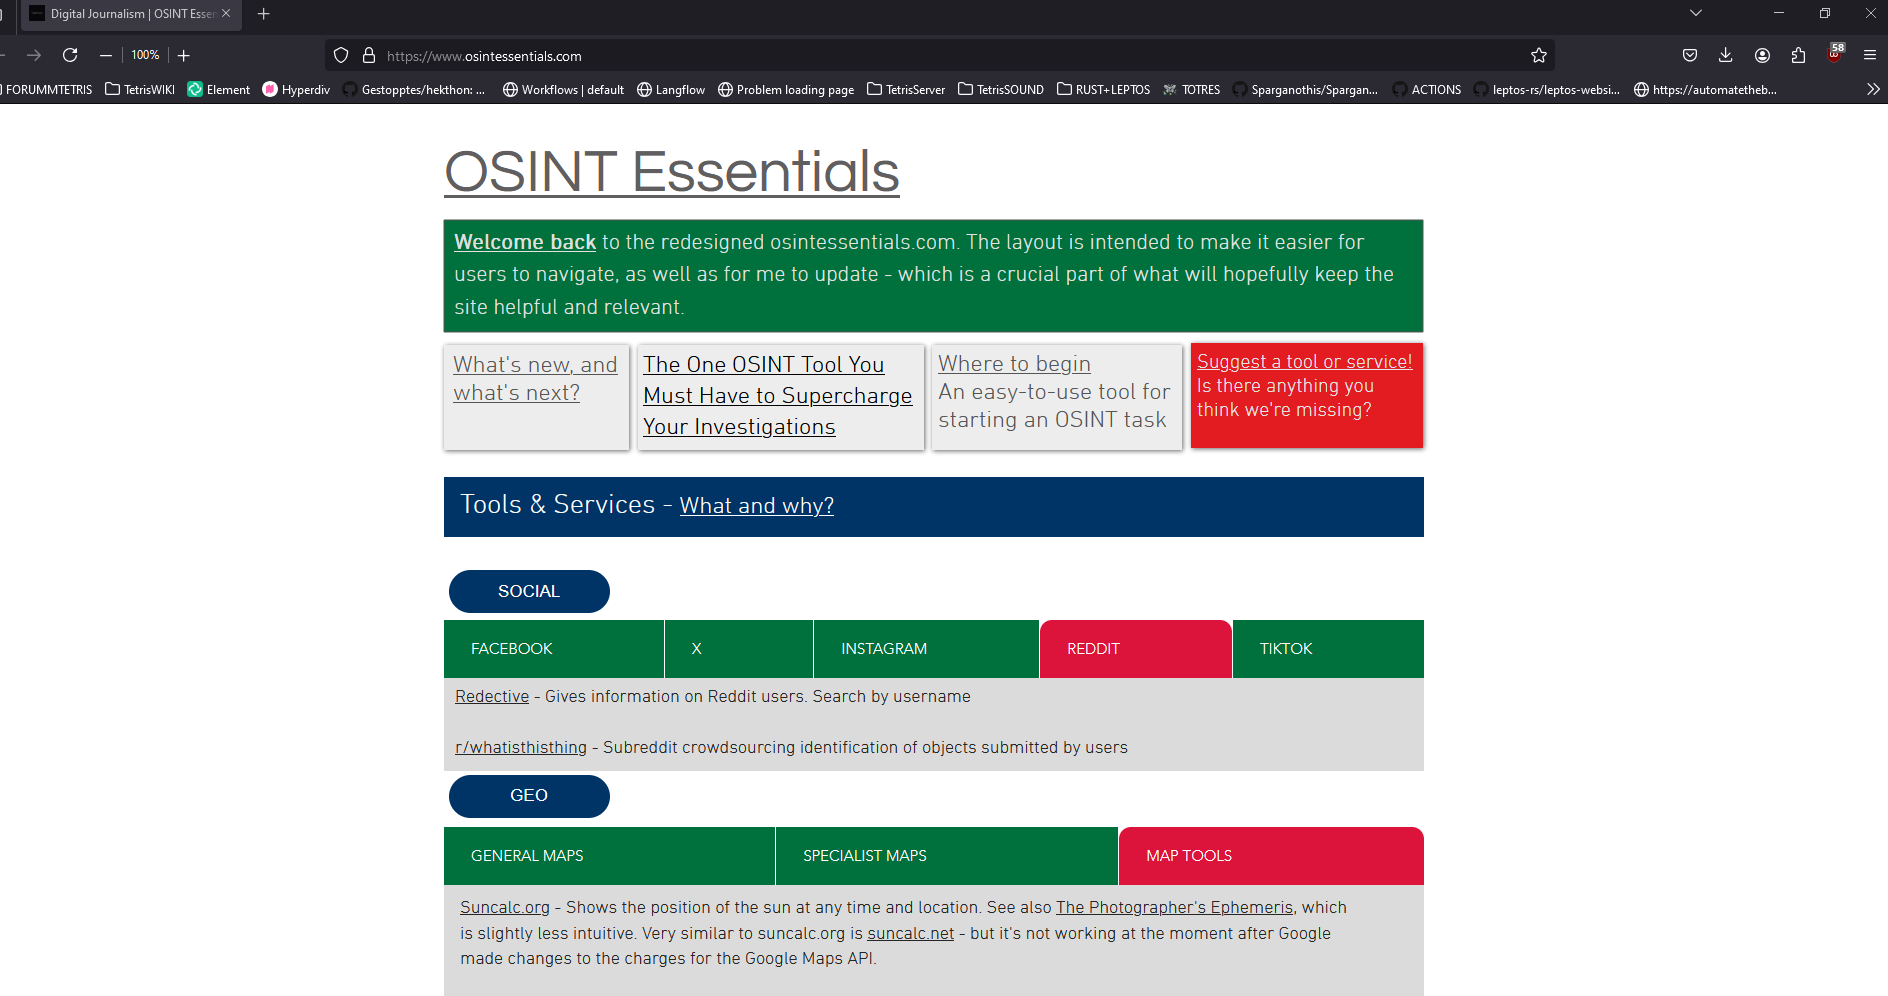 Digital Journalism | OSINT Esser
100%
https://www.osintessentials.com
58
FORUMMTETRIS TetrisWIKI Element Hyperdiv Gestopptes/hekthon: ... Workflows | default Langflow Problem loading page TetrisServer TetrisSOUND RUST+LEPTOS TOTRES Sparganothis/Spargan... ACTIONS leptos-rs/leptos-websi... https://automatetheb...
OSINT Essentials
Welcome back to the redesigned osintessentials.com. The layout is intended to make it easier for
users to navigate, as well as for me to update - which is a crucial part of what will hopefully keep the
site helpful and relevant.
What's new, and
what's next?
The One OSINT Tool You
Must Have to Supercharge
Your Investigations
Where to begin
An easy-to-use tool for
starting an OSINT task
Suggest a tool or service!
Is there anything you
think we're missing?
Tools & Services - What and why?
SOCIAL
FACEBOOK X INSTAGRAM REDDIT TIKTOK
Redective - Gives information on Reddit users. Search by username
r/whatisthisthing - Subreddit crowdsourcing identification of objects submitted by users
GEO
GENERAL MAPS SPECIALIST MAPS MAP TOOLS
Suncalc.org - Shows the position of the sun at any time and location. See also The Photographer's Ephemeris, which
is slightly less intuitive. Very similar to suncalc.org is suncalc.net - but it's not working at the moment after Google
made changes to the charges for the Google Maps API.